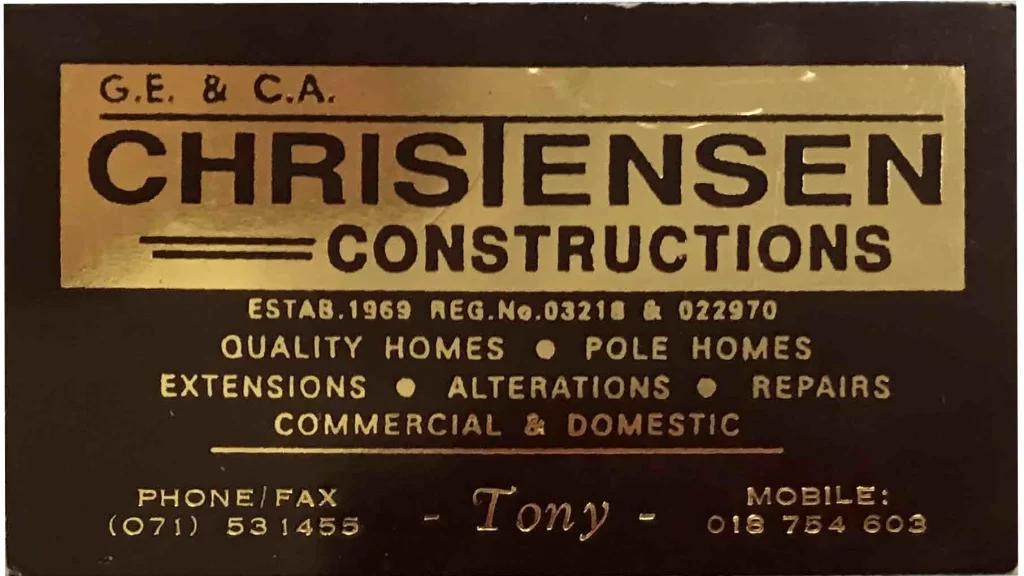 G.E. & C.A.
CHRISTENSEN
CONSTRUCTIONS
ESTAB.1969 REG.No.03218 & 022970
QUALITY HOMES ● POLE HOMES
EXTENSIONS ● ALTERATIONS ● REPAIRS
COMMERCIAL & DOMESTIC
PHONE/FAX
(071) 531455
- Tony -
MOBILE:
018 754 603